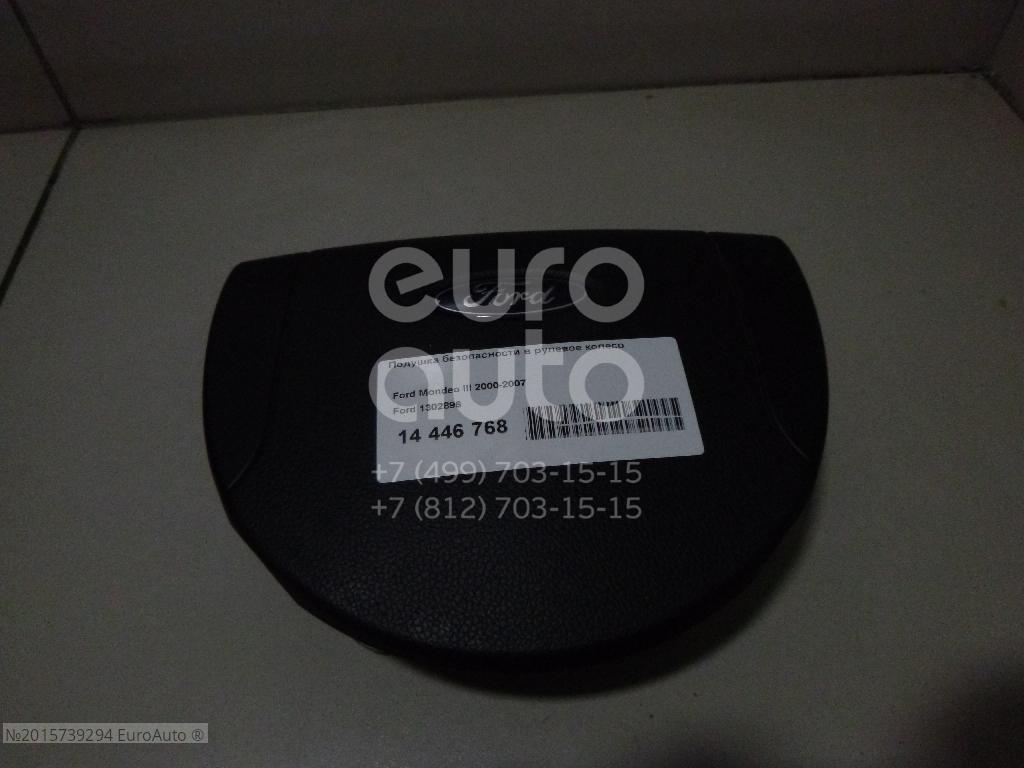 euro
Ford
auto
Подушка безопасности в рулевое колесо
Ford Mondeo III 2000-2007
Ford 1302896
14 446 768
+7 (499) 703-15-15
+7 (812) 703-15-15
№2015739294 EuroAuto ®